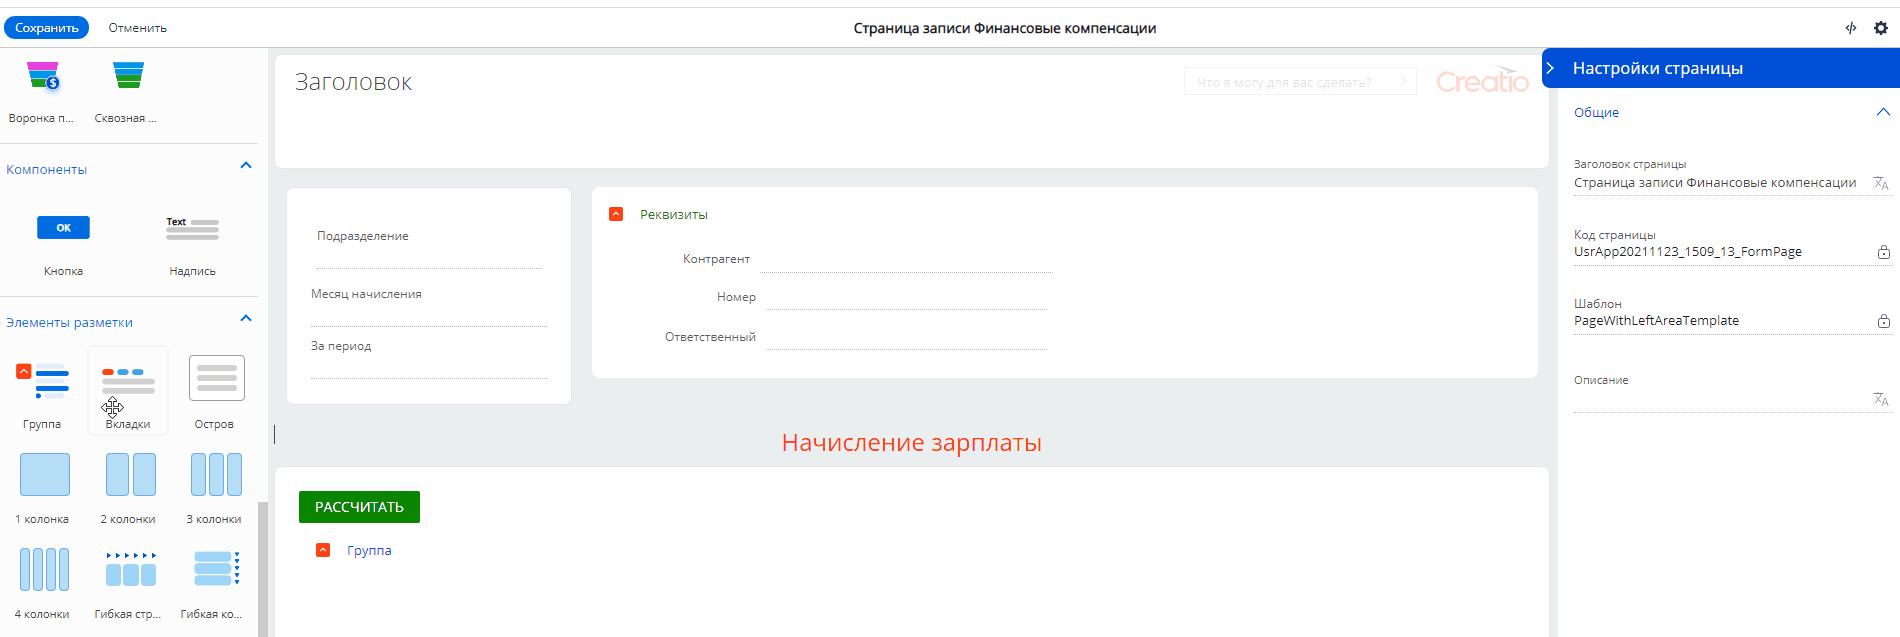 Сохранить
Отменить
Страница записи Финансовые компенсации
Воронка п...
Сквозная ...
Компоненты
OK
Text
Кнопка
Надпись
Элементы разметки
Группа
Вкладки
Остров
1 колонка
2 колонки
3 колонки
4 колонки
Гибкая стр...
Гибкая ко...
Заголовок
Что я могу для вас сделать?
Creatio
Подразделение
Месяц начисления
За период
Реквизиты
Контрагент
Номер
Ответственный
Начисление зарплаты
РАССЧИТАТЬ
Группа
Настройки страницы
Общие
Заголовок страницы
Страница записи Финансовые компенсации
Код страницы
UsrApp20211123_1509_13_FormPage
Шаблон
PageWithLeftAreaTemplate
Описание